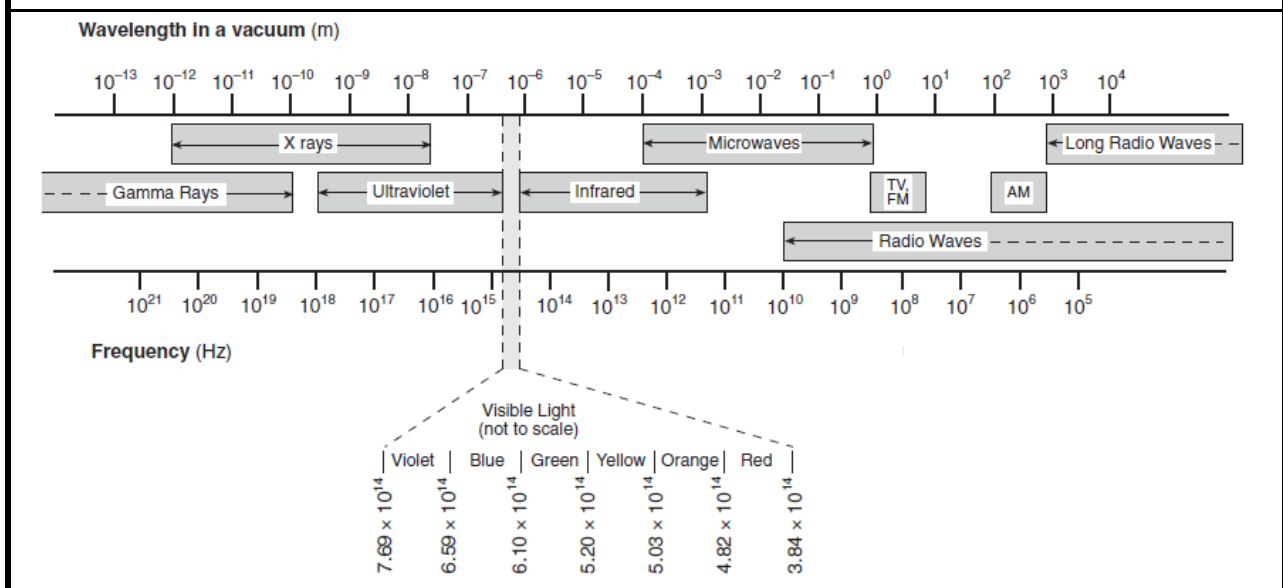 Wavelength in a vacuum (m)
10⁻¹³ 10⁻¹² 10⁻¹¹ 10⁻¹⁰ 10⁻⁹ 10⁻⁸ 10⁻⁷ 10⁻⁶ 10⁻⁵ 10⁻⁴ 10⁻³ 10⁻² 10⁻¹ 10⁰ 10¹ 10² 10³ 10⁴
X rays Microwaves Long Radio Waves
Gamma Rays Ultraviolet Infrared TV, AM
FM
Radio Waves
10²¹ 10²⁰ 10¹⁹ 10¹⁸ 10¹⁷ 10¹⁶ 10¹⁵ 10¹⁴ 10¹³ 10¹² 10¹¹ 10¹⁰ 10⁹ 10⁸ 10⁷ 10⁶ 10⁵
Frequency (Hz)
Visible Light
(not to scale)
Violet Blue Green Yellow Orange Red
7.69 × 10¹⁴
6.59 × 10¹⁴
6.10 × 10¹⁴
5.20 × 10¹⁴
5.03 × 10¹⁴
4.82 × 10¹⁴
3.84 × 10¹⁴